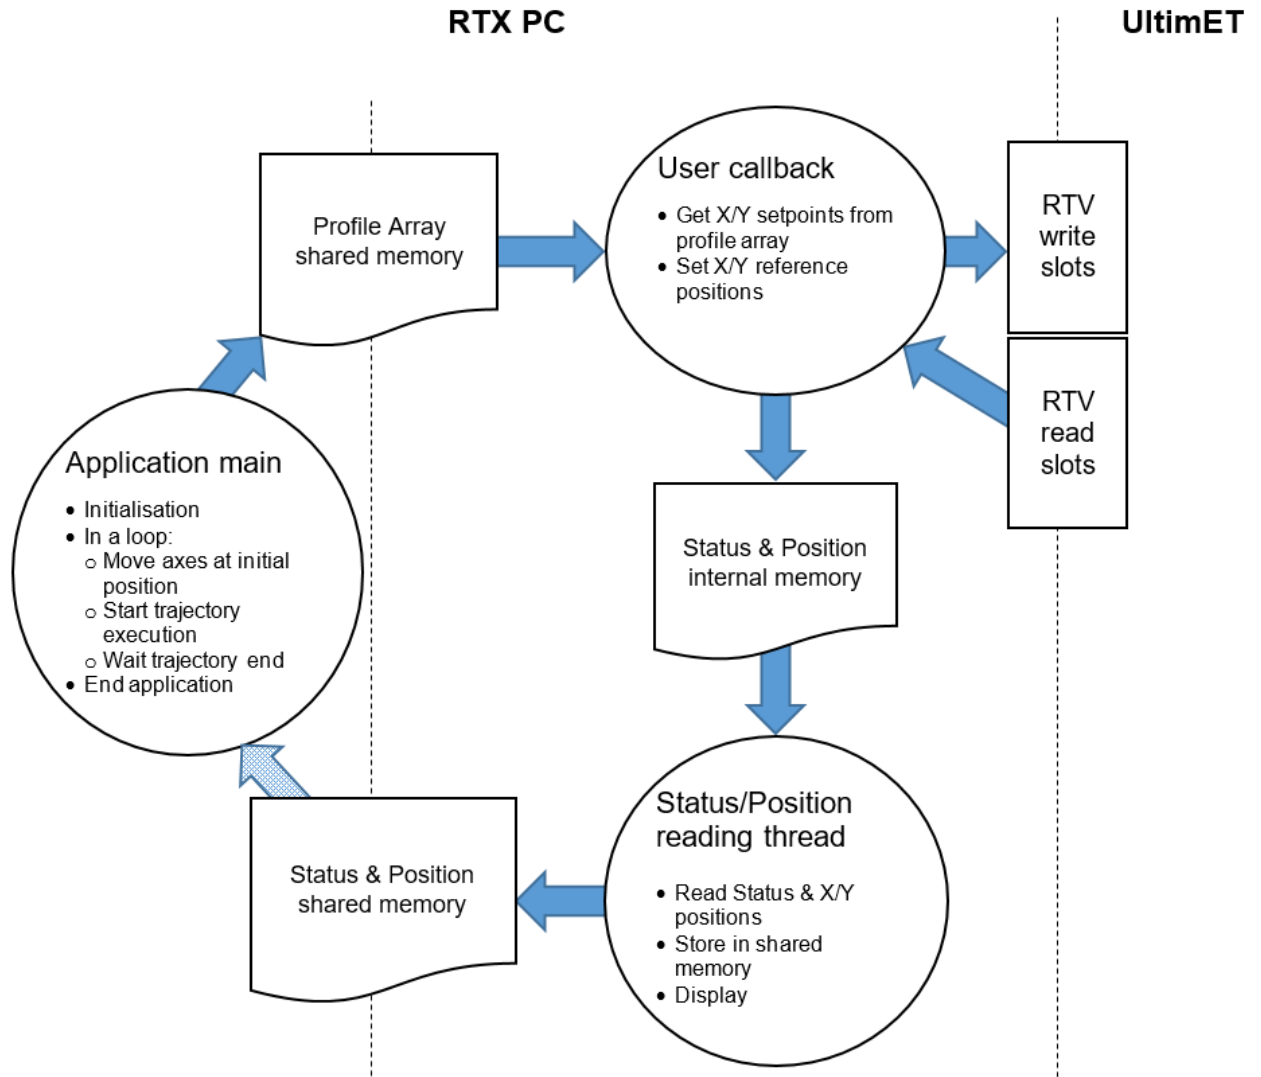 RTX PC
UltimET
Profile Array
shared memory
User callback
• Get X/Y setpoints from
profile array
• Set X/Y reference
positions
RTV
write
slots
RTV
read
slots
Application main
• Initialisation
• In a loop:
o Move axes at initial
position
o Start trajectory
execution
o Wait trajectory end
• End application
Status & Position
internal memory
Status/Position
reading thread
• Read Status & X/Y
positions
• Store in shared
memory
• Display
Status & Position
shared memory